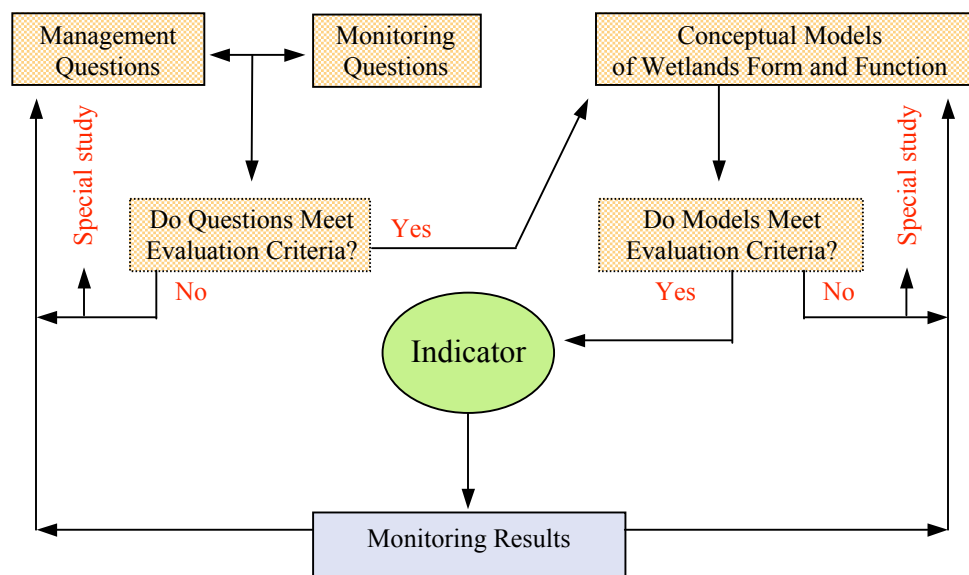 Management
Questions
Monitoring
Questions
Conceptual Models
of Wetlands Form and Function
Special study
Special study
Do Questions Meet
Evaluation Criteria?
Yes
Do Models Meet
Evaluation Criteria?
No
Yes
No
Indicator
Monitoring Results